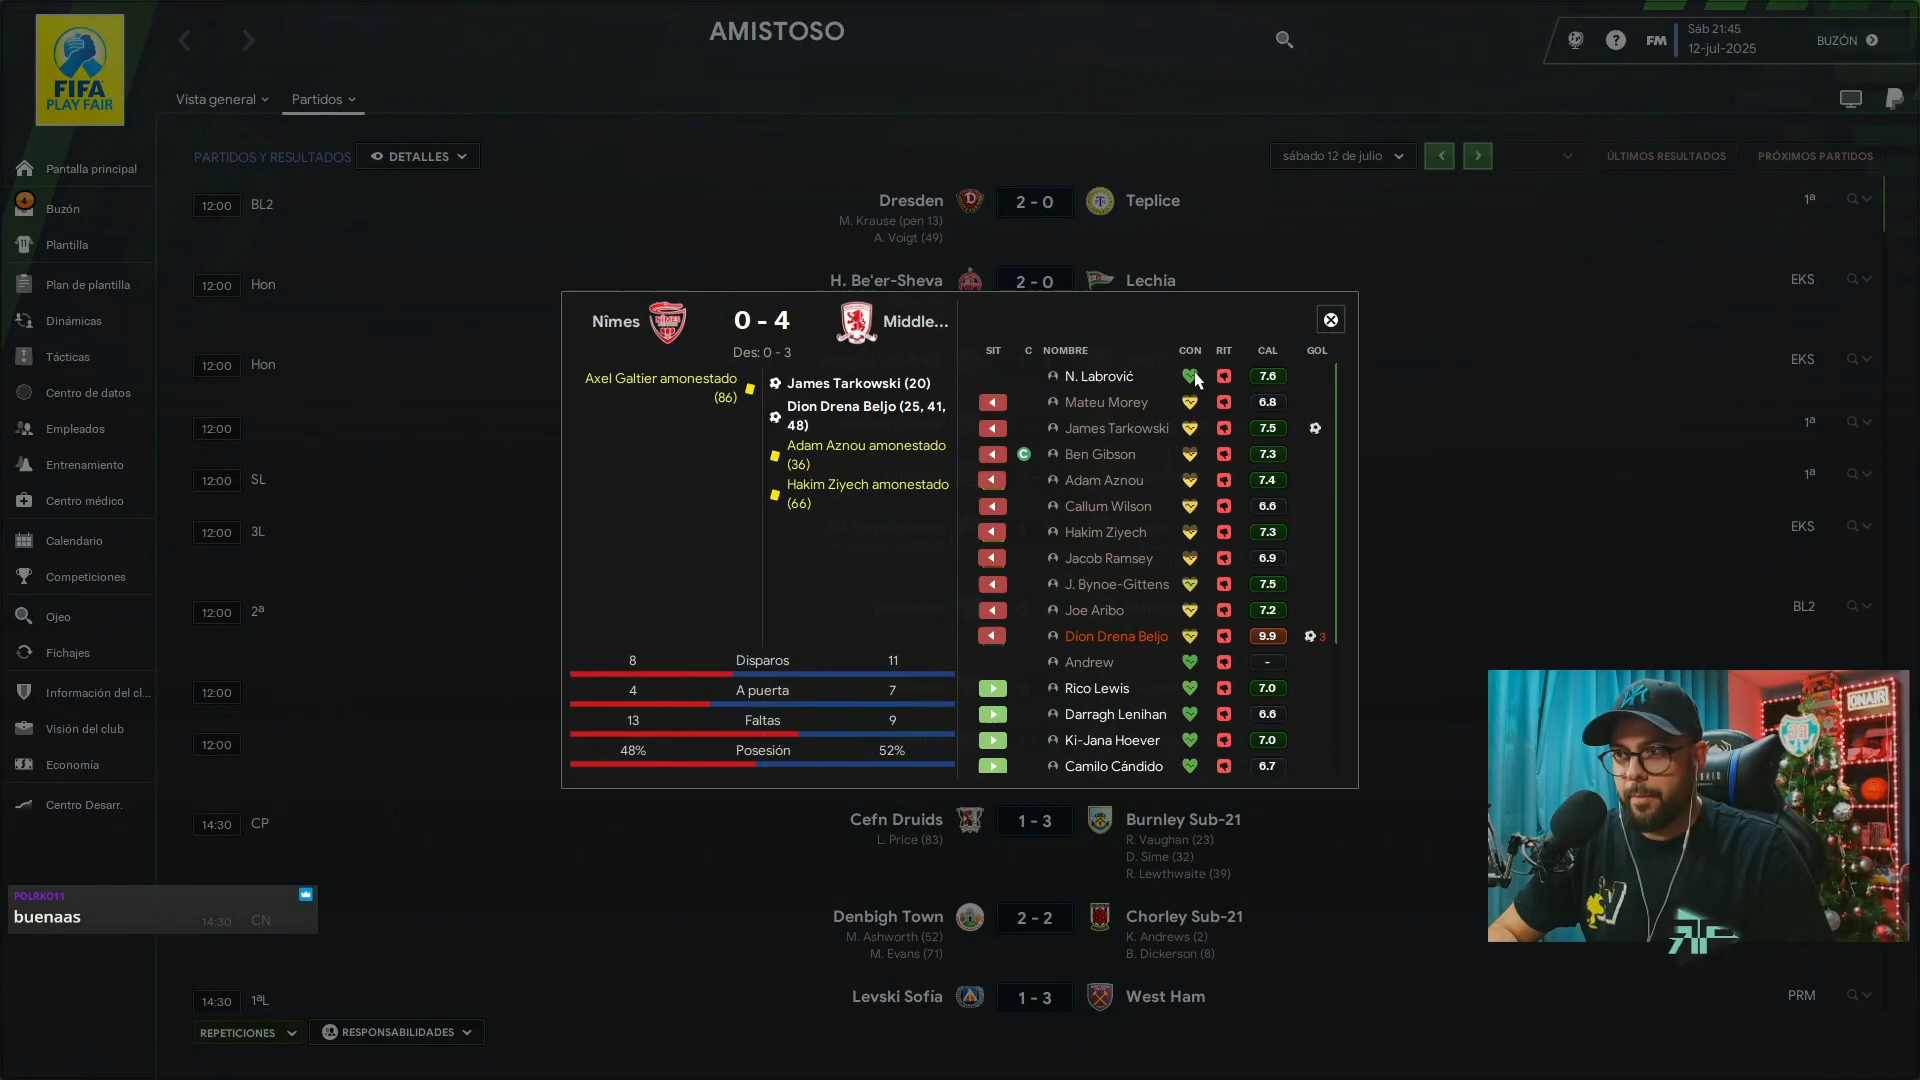 FIFA
PLAY FAIR
AMISTOSO
FM
Sáb 21:45
12-jul-2025
BUZÓN
Vista general
Partidos
PARTIDOS Y RESULTADOS
DETALLES
sábado 12 de julio
ÚLTIMOS RESULTADOS
PRÓXIMOS PARTIDOS
Pantalla principal
4
Buzón
Plantilla
Plan de plantilla
Dinámicas
Tácticas
Centro de datos
Empleados
Entrenamiento
Centro médico
Calendario
Competiciones
Ojeo
Fichajes
Información del cl...
Visión del club
Economía
Centro Desarr.
12:00 BL2
Dresden 2 - 0 Teplice
1ª
M. Krause (pen 13)
A. Voigt (49)
12:00 Hon
H. Be'er-Sheva 2 - 0 Lechia
EKS
12:00 Hon
EKS
12:00
1ª
12:00 SL
1ª
12:00 3L
EKS
12:00 2ª
BL2
12:00
12:00
Nîmes 0 - 4 Middle...
Des: 0 - 3
Axel Galtier amonestado
(86)
James Tarkowski (20)
Dion Drena Beljo (25, 41,
48)
Adam Aznou amonestado
(36)
Hakim Ziyech amonestado
(66)
8 Disparos 11
4 A puerta 7
13 Faltas 9
48% Posesión 52%
SIT C NOMBRE CON RIT CAL GOL
N. Labrović 7.6
Mateu Morey 6.8
James Tarkowski 7.5
C Ben Gibson 7.3
Adam Aznou 7.4
Callum Wilson 6.6
Hakim Ziyech 7.3
Jacob Ramsey 6.9
J. Bynoe-Gittens 7.5
Joe Aribo 7.2
Dion Drena Beljo 9.9 3
Andrew -
Rico Lewis 7.0
Darragh Lenihan 6.6
Ki-Jana Hoever 7.0
Camilo Cándido 6.7
14:30 CP
Cefn Druids 1 - 3 Burnley Sub-21
L. Price (83)
R. Vaughan (23)
D. Sime (32)
R. Lewthwaite (39)
POLRKO11
buenaas
14:30 CN
Denbigh Town 2 - 2 Chorley Sub-21
M. Ashworth (52)
M. Evans (71)
K. Andrews (2)
B. Dickerson (8)
14:30 1ªL
Levski Sofía 1 - 3 West Ham
PRM
REPETICIONES
RESPONSABILIDADES
ON AIR